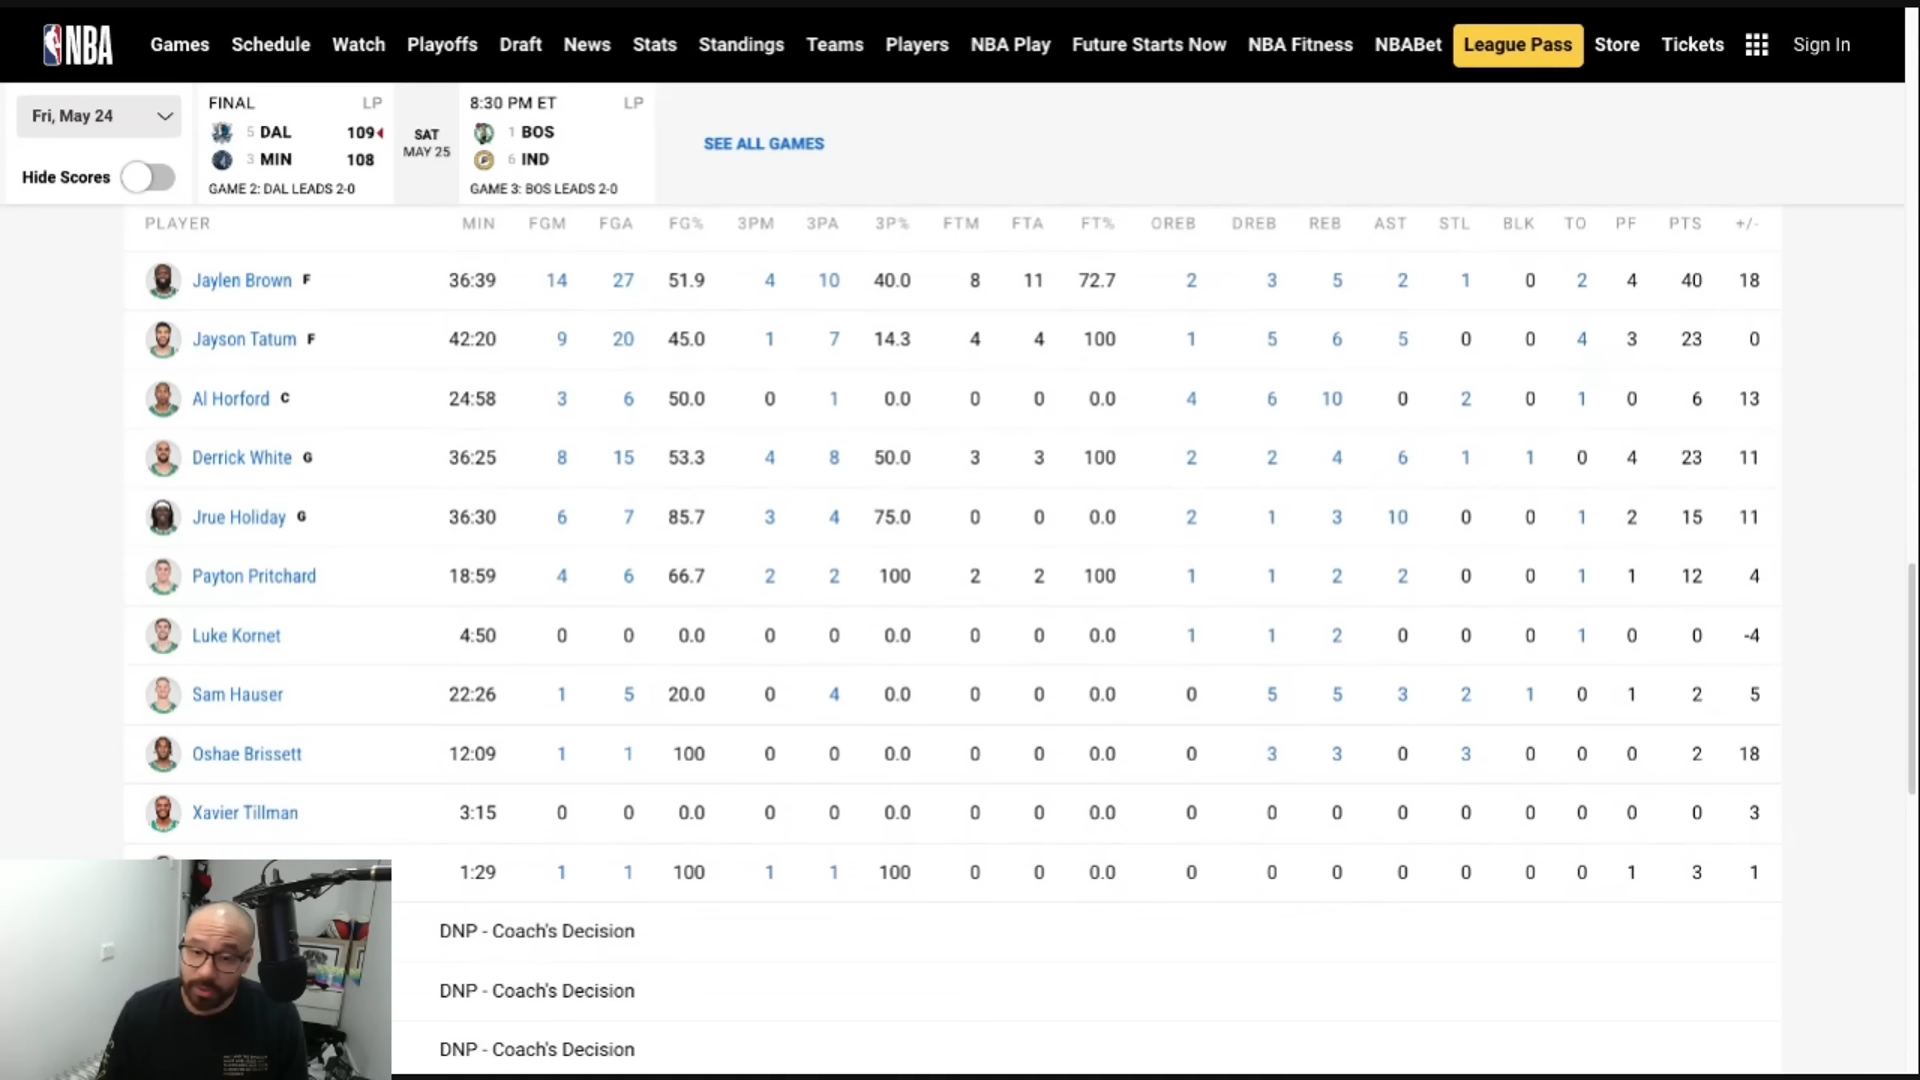 NBA Games Schedule Watch Playoffs Draft News Stats Standings Teams Players NBA Play Future Starts Now NBA Fitness NBABet League Pass Store Tickets Sign In
Fri, May 24
Hide Scores
FINAL LP
5 DAL 109
3 MIN 108
GAME 2: DAL LEADS 2-0
SAT
MAY 25
8:30 PM ET LP
1 BOS
6 IND
GAME 3: BOS LEADS 2-0
SEE ALL GAMES
PLAYER MIN FGM FGA FG% 3PM 3PA 3P% FTM FTA FT% OREB DREB REB AST STL BLK TO PF PTS +/-
Jaylen Brown F 36:39 14 27 51.9 4 10 40.0 8 11 72.7 2 3 5 2 1 0 2 4 40 18
Jayson Tatum F 42:20 9 20 45.0 1 7 14.3 4 4 100 1 5 6 5 0 0 4 3 23 0
Al Horford C 24:58 3 6 50.0 0 1 0.0 0 0 0.0 4 6 10 0 2 0 1 0 6 13
Derrick White G 36:25 8 15 53.3 4 8 50.0 3 3 100 2 2 4 6 1 1 0 4 23 11
Jrue Holiday G 36:30 6 7 85.7 3 4 75.0 0 0 0.0 2 1 3 10 0 0 1 2 15 11
Payton Pritchard 18:59 4 6 66.7 2 2 100 2 2 100 1 1 2 2 0 0 1 1 12 4
Luke Kornet 4:50 0 0 0.0 0 0 0.0 0 0 0.0 1 1 2 0 0 0 1 0 0 -4
Sam Hauser 22:26 1 5 20.0 0 4 0.0 0 0 0.0 0 5 5 3 2 1 0 1 2 5
Oshae Brissett 12:09 1 1 100 0 0 0.0 0 0 0.0 0 3 3 0 3 0 0 0 2 18
Xavier Tillman 3:15 0 0 0.0 0 0 0.0 0 0 0.0 0 0 0 0 0 0 0 0 0 3
1:29 1 1 100 1 1 100 0 0 0.0 0 0 0 0 0 0 0 1 3 1
DNP - Coach's Decision
DNP - Coach's Decision
DNP - Coach's Decision